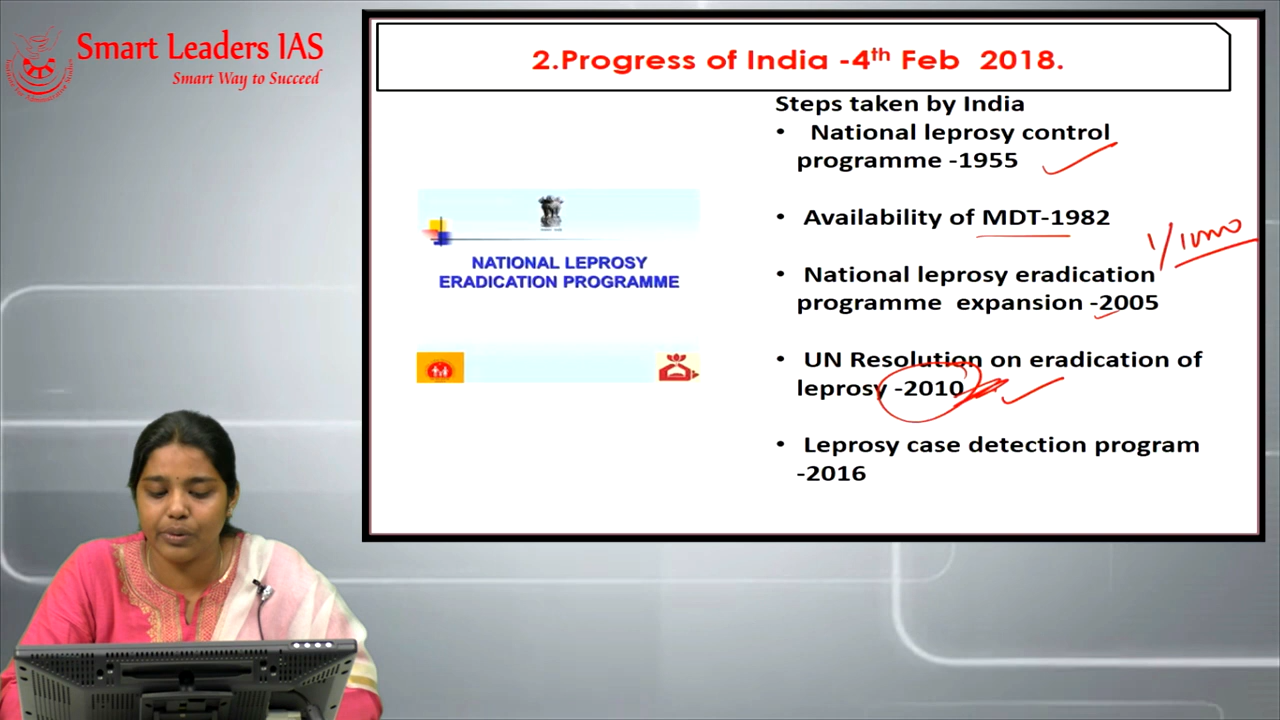 Smart Leaders IAS
Smart Way to Succeed
2.Progress of India -4th Feb 2018.
Steps taken by India
• National leprosy control
programme -1955
• Availability of MDT-1982
• National leprosy eradication
programme expansion -2005
• UN Resolution on eradication of
leprosy -2010
• Leprosy case detection program
-2016
NATIONAL LEPROSY
ERADICATION PROGRAMME